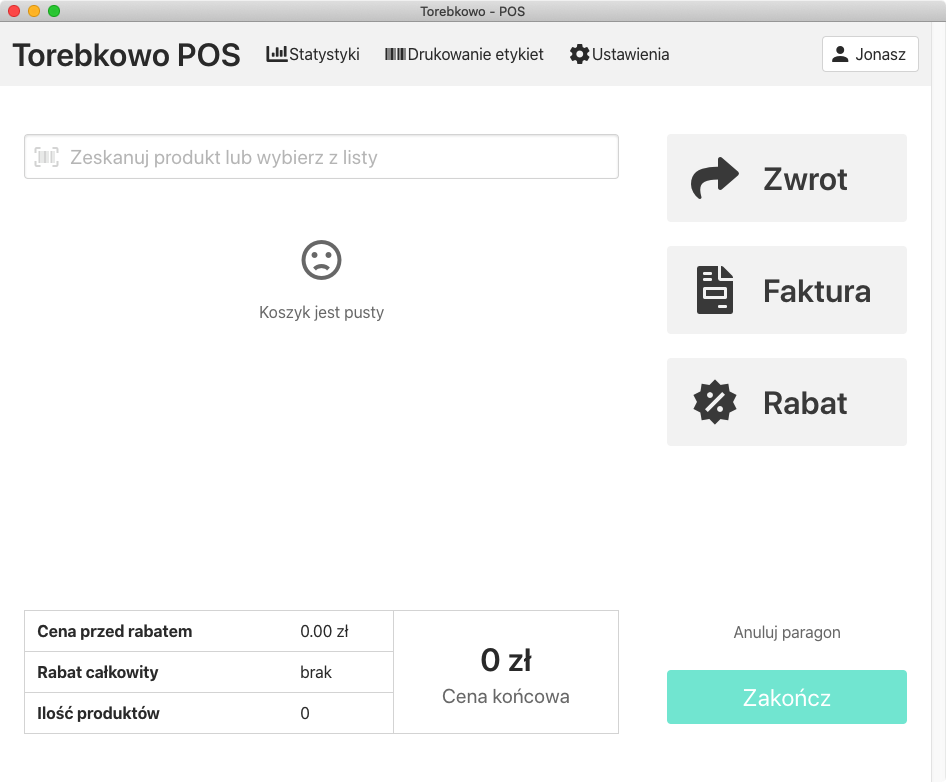 Torebkowo - POS
Torebkowo POS Statystyki Drukowanie etykiet Ustawienia Jonasz
Zeskanuj produkt lub wybierz z listy
Zwrot
Koszyk jest pusty
Faktura
Rabat
Cena przed rabatem 0.00 zł
Rabat całkowity brak
Ilość produktów 0
0 zł
Cena końcowa
Anuluj paragon
Zakończ